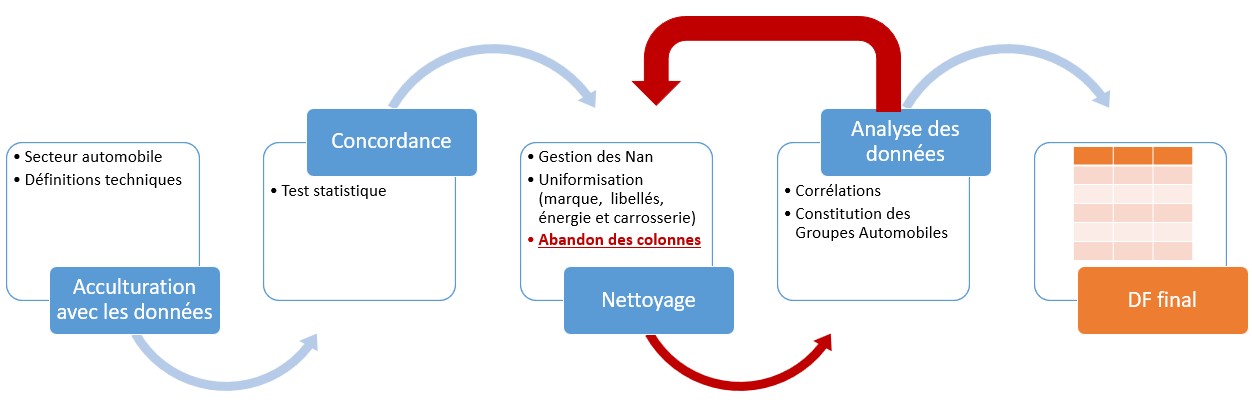 • Secteur automobile
• Définitions techniques
Acculturation
avec les données
Concordance
• Test statistique
• Gestion des Nan
• Uniformisation
(marque, libellés,
énergie et carrosserie)
• Abandon des colonnes
Nettoyage
Analyse des
données
• Corrélations
• Constitution des
Groupes Automobiles
DF final